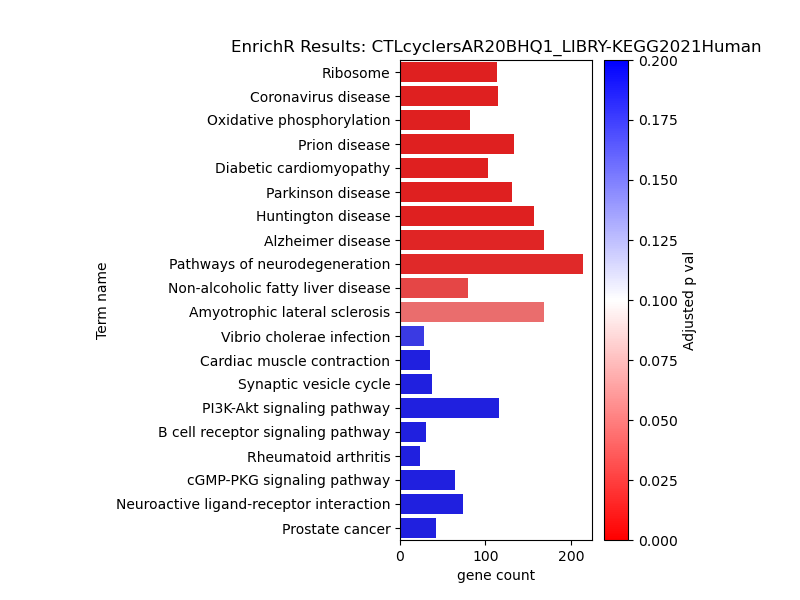 EnrichR Results: CTLcyclersAR20BHQ1_LIBRY-KEGG2021Human
Ribosome
Coronavirus disease
Oxidative phosphorylation
Prion disease
Diabetic cardiomyopathy
Parkinson disease
Huntington disease
Alzheimer disease
Pathways of neurodegeneration
Non-alcoholic fatty liver disease
Amyotrophic lateral sclerosis
Vibrio cholerae infection
Cardiac muscle contraction
Synaptic vesicle cycle
PI3K-Akt signaling pathway
B cell receptor signaling pathway
Rheumatoid arthritis
cGMP-PKG signaling pathway
Neuroactive ligand-receptor interaction
Prostate cancer
Term name
0 100 200
gene count
0.200
0.175
0.150
0.125
0.100
0.075
0.050
0.025
0.000
Adjusted p val